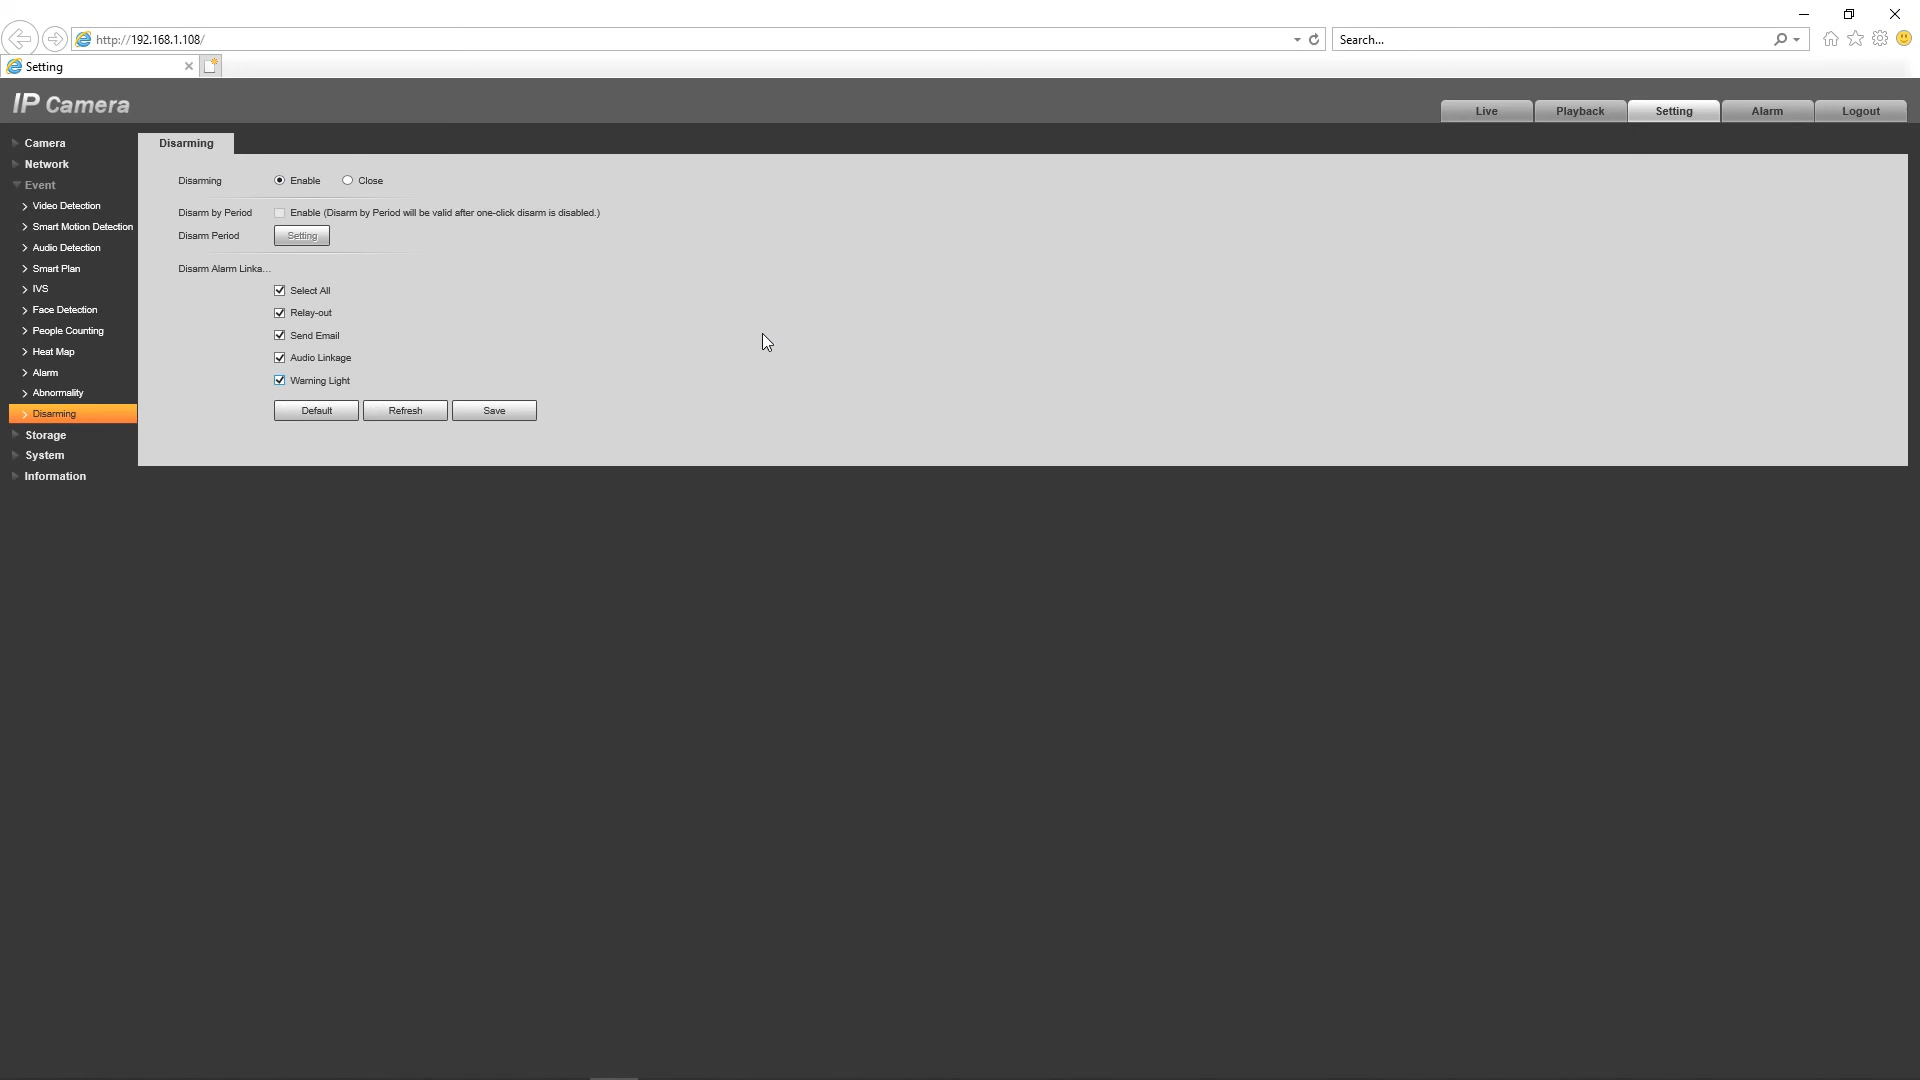 http://192.168.1.108/
Search...
Setting
IP Camera
Live
Playback
Setting
Alarm
Logout
Camera
Network
Event
Video Detection
Smart Motion Detection
Audio Detection
Smart Plan
IVS
Face Detection
People Counting
Heat Map
Alarm
Abnormality
Disarming
Storage
System
Information
Disarming
Disarming Enable Close
Disarm by Period Enable (Disarm by Period will be valid after one-click disarm is disabled.)
Disarm Period Setting
Disarm Alarm Linka...
Select All
Relay-out
Send Email
Audio Linkage
Warning Light
Default Refresh Save